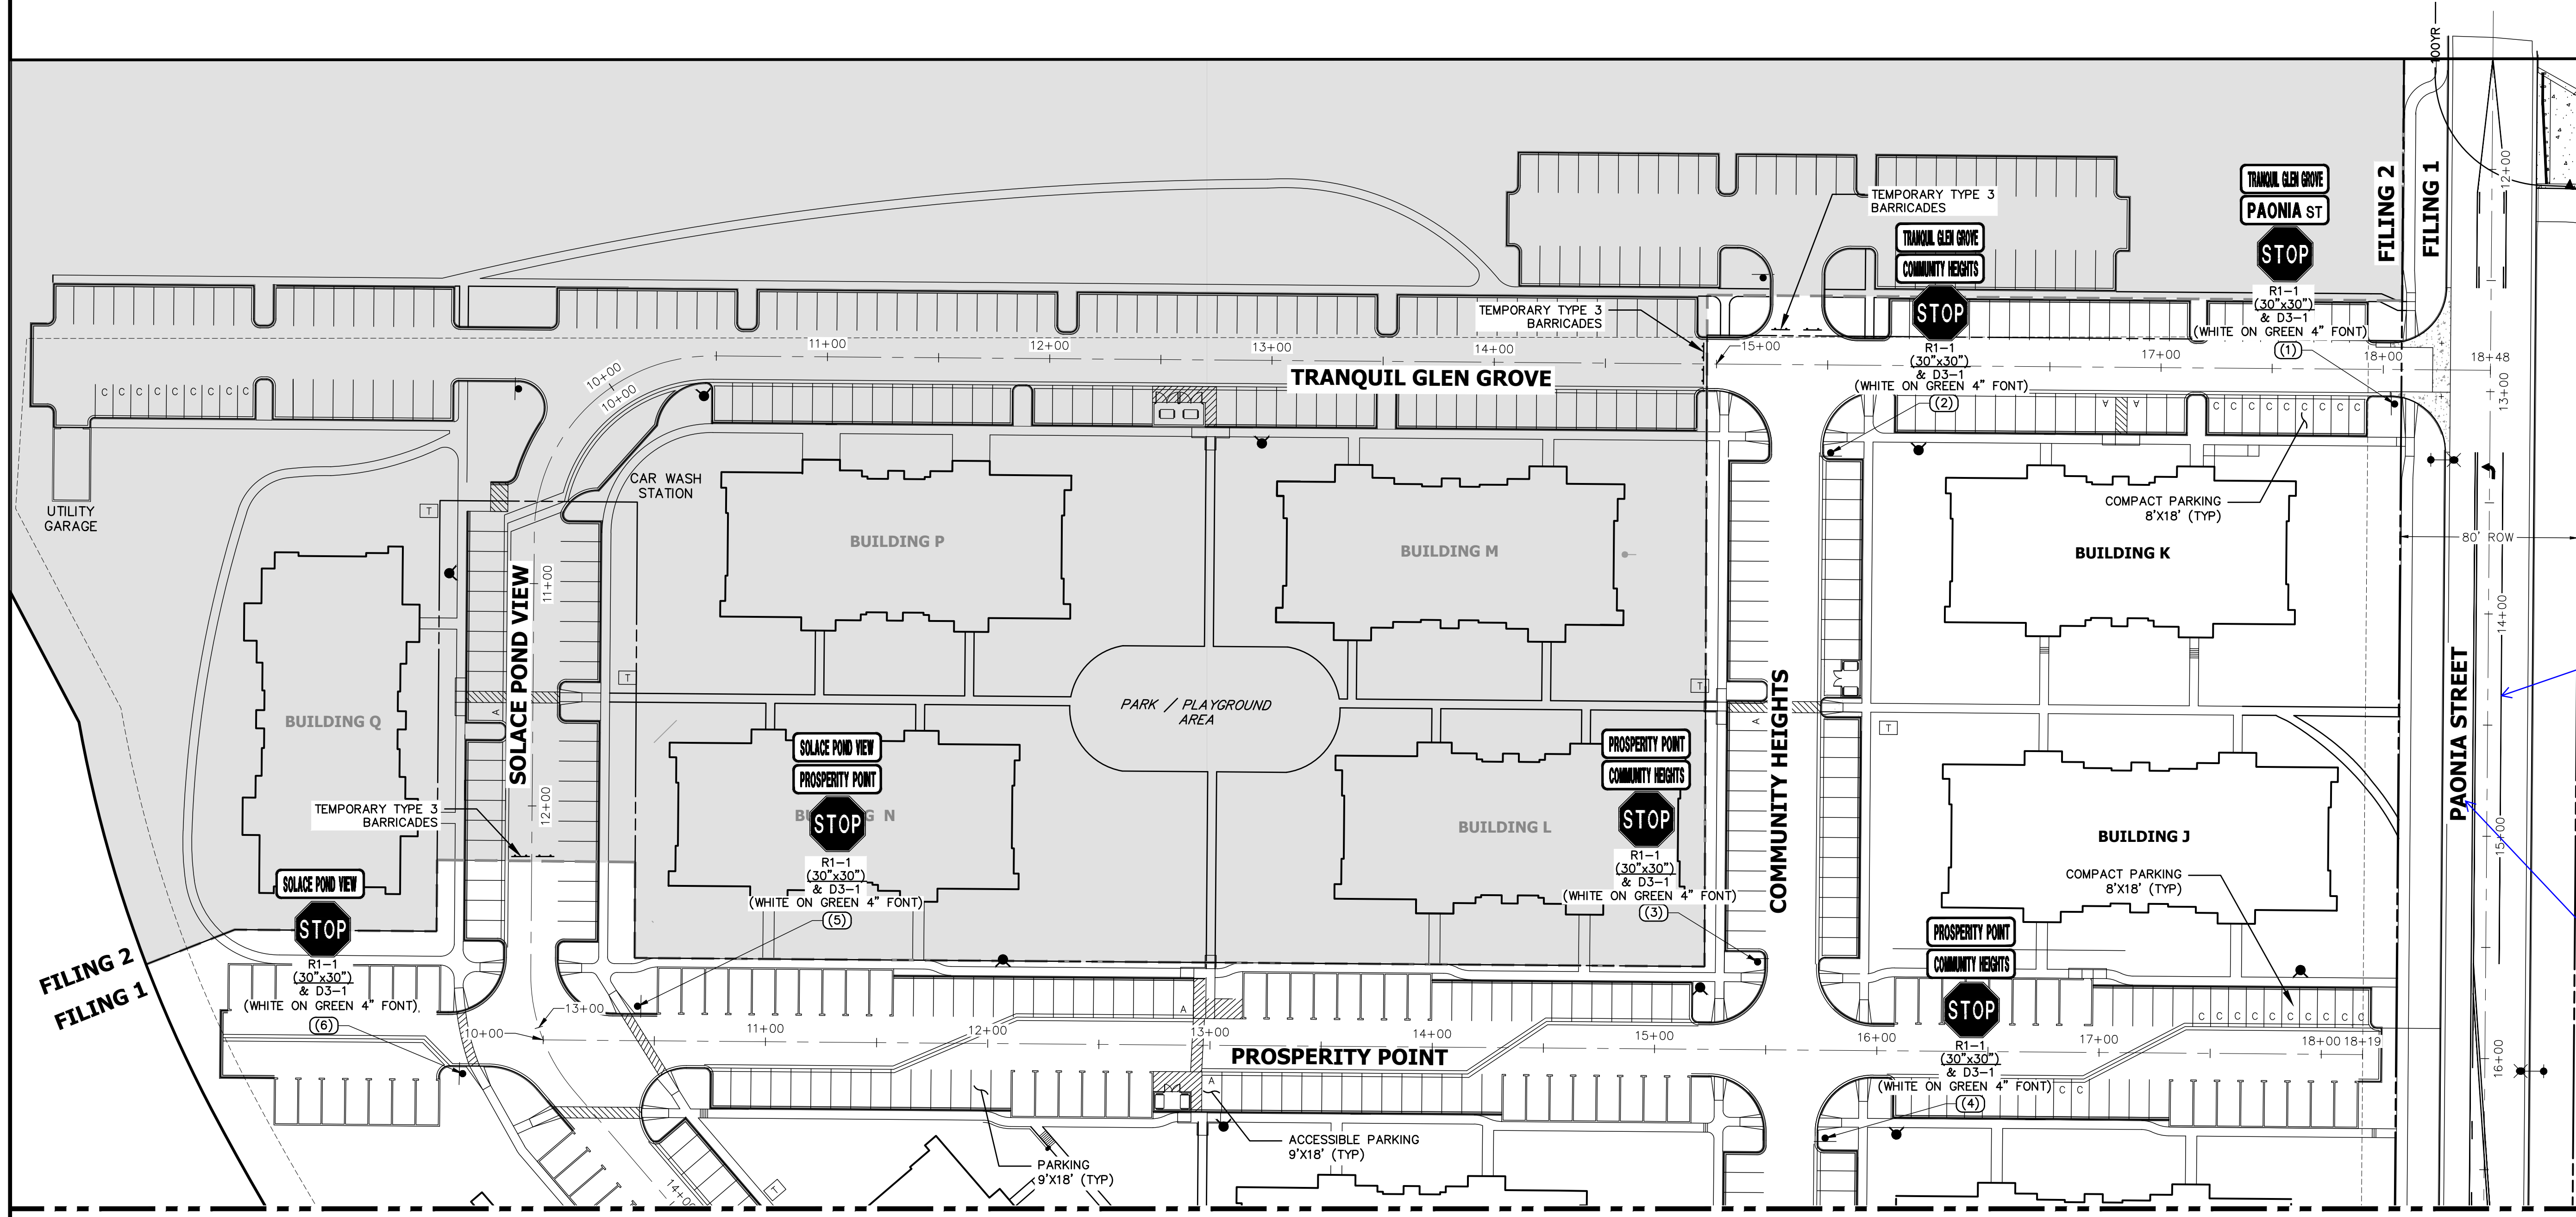 100YR
12+00
FILING 2
FILING 1
TRANQUIL GLEN GROVE
PAONIA ST
STOP
R1-1
(30"x30")
& D3-1
(WHITE ON GREEN 4" FONT)
(1)
TEMPORARY TYPE 3
BARRICADES
TRANQUIL GLEN GROVE
COMMUNITY HEIGHTS
STOP
R1-1
(30"x30")
& D3-1
(WHITE ON GREEN 4" FONT)
(2)
TEMPORARY TYPE 3
BARRICADES
10+00
10+00
11+00
12+00
13+00
14+00
15+00
17+00
18+00
18+48
13+00
TRANQUIL GLEN GROVE
C C C C C C C C C C
A A
C C C C C C C C C
CAR WASH
STATION
UTILITY
GARAGE
T
COMPACT PARKING
8'X18' (TYP)
80' ROW
BUILDING P
BUILDING M
BUILDING K
11+00
SOLACE POND VIEW
14+00
T
T
T
A
A
PARK / PLAYGROUND
AREA
BUILDING Q
COMMUNITY HEIGHTS
PAONIA STREET
SOLACE POND VIEW
PROSPERITY POINT
STOP
R1-1
(30"x30")
& D3-1
(WHITE ON GREEN 4" FONT)
(5)
PROSPERITY POINT
COMMUNITY HEIGHTS
STOP
R1-1
(30"x30")
& D3-1
(WHITE ON GREEN 4" FONT)
(3)
TEMPORARY TYPE 3
BARRICADES
12+00
BUILDING N
BUILDING L
BUILDING J
15+00
COMPACT PARKING
8'X18' (TYP)
SOLACE POND VIEW
STOP
R1-1
(30"x30")
& D3-1
(WHITE ON GREEN 4" FONT)
(6)
PROSPERITY POINT
COMMUNITY HEIGHTS
STOP
R1-1
(30"x30")
& D3-1
(WHITE ON GREEN 4" FONT)
(4)
FILING 2
FILING 1
10+00
13+00
11+00
12+00
13+00
14+00
15+00
16+00
17+00
18+00
18+19
16+00
A
C C C C C C C C C C
PROSPERITY POINT
A
C C
PARKING
9'X18' (TYP)
ACCESSIBLE PARKING
9'X18' (TYP)
T